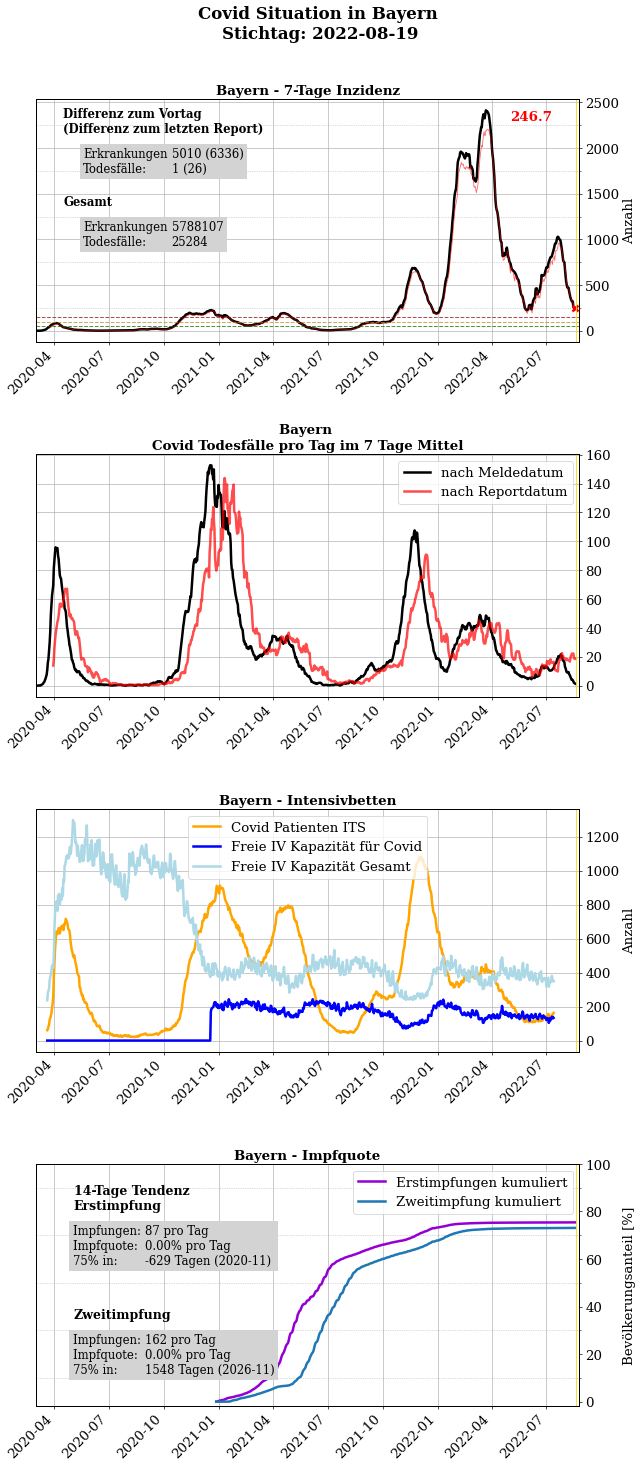 Covid Situation in Bayern
Stichtag: 2022-08-19
Bayern - 7-Tage Inzidenz
Differenz zum Vortag
(Differenz zum letzten Report)
Erkrankungen 5010 (6336)
Todesfälle: 1 (26)
Gesamt
Erkrankungen 5788107
Todesfälle: 25284
246.7
2500
2000
1500
1000
500
0
Anzahl
2020-04
2020-07
2020-10
2021-01
2021-04
2021-07
2021-10
2022-01
2022-04
2022-07
Bayern
Covid Todesfälle pro Tag im 7 Tage Mittel
nach Meldedatum
nach Reportdatum
160
140
120
100
80
60
40
20
0
2020-04
2020-07
2020-10
2021-01
2021-04
2021-07
2021-10
2022-01
2022-04
2022-07
Bayern - Intensivbetten
Covid Patienten ITS
Freie IV Kapazität für Covid
Freie IV Kapazität Gesamt
1200
1000
800
600
400
200
0
Anzahl
2020-04
2020-07
2020-10
2021-01
2021-04
2021-07
2021-10
2022-01
2022-04
2022-07
Bayern - Impfquote
14-Tage Tendenz
Erstimpfung
Impfungen: 87 pro Tag
Impfquote: 0.00% pro Tag
75% in: -629 Tagen (2020-11)
Zweitimpfung
Impfungen: 162 pro Tag
Impfquote: 0.00% pro Tag
75% in: 1548 Tagen (2026-11)
Erstimpfungen kumuliert
Zweitimpfung kumuliert
100
80
60
40
20
0
Bevölkerungsanteil [%]
2020-04
2020-07
2020-10
2021-01
2021-04
2021-07
2021-10
2022-01
2022-04
2022-07